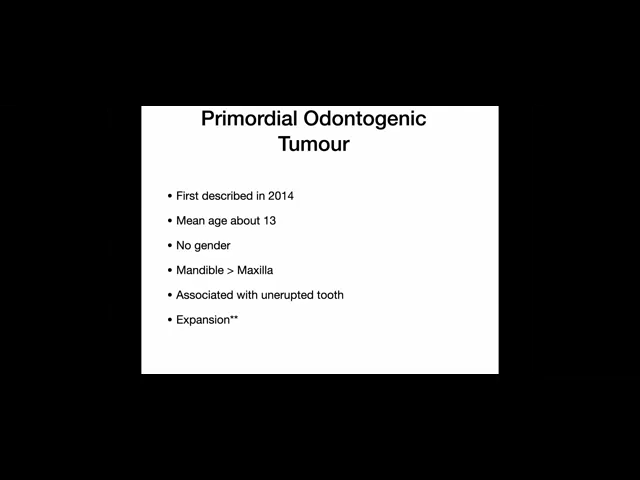 Primordial Odontogenic
Tumour
• First described in 2014
• Mean age about 13
• No gender
• Mandible > Maxilla
• Associated with unerupted tooth
• Expansion**